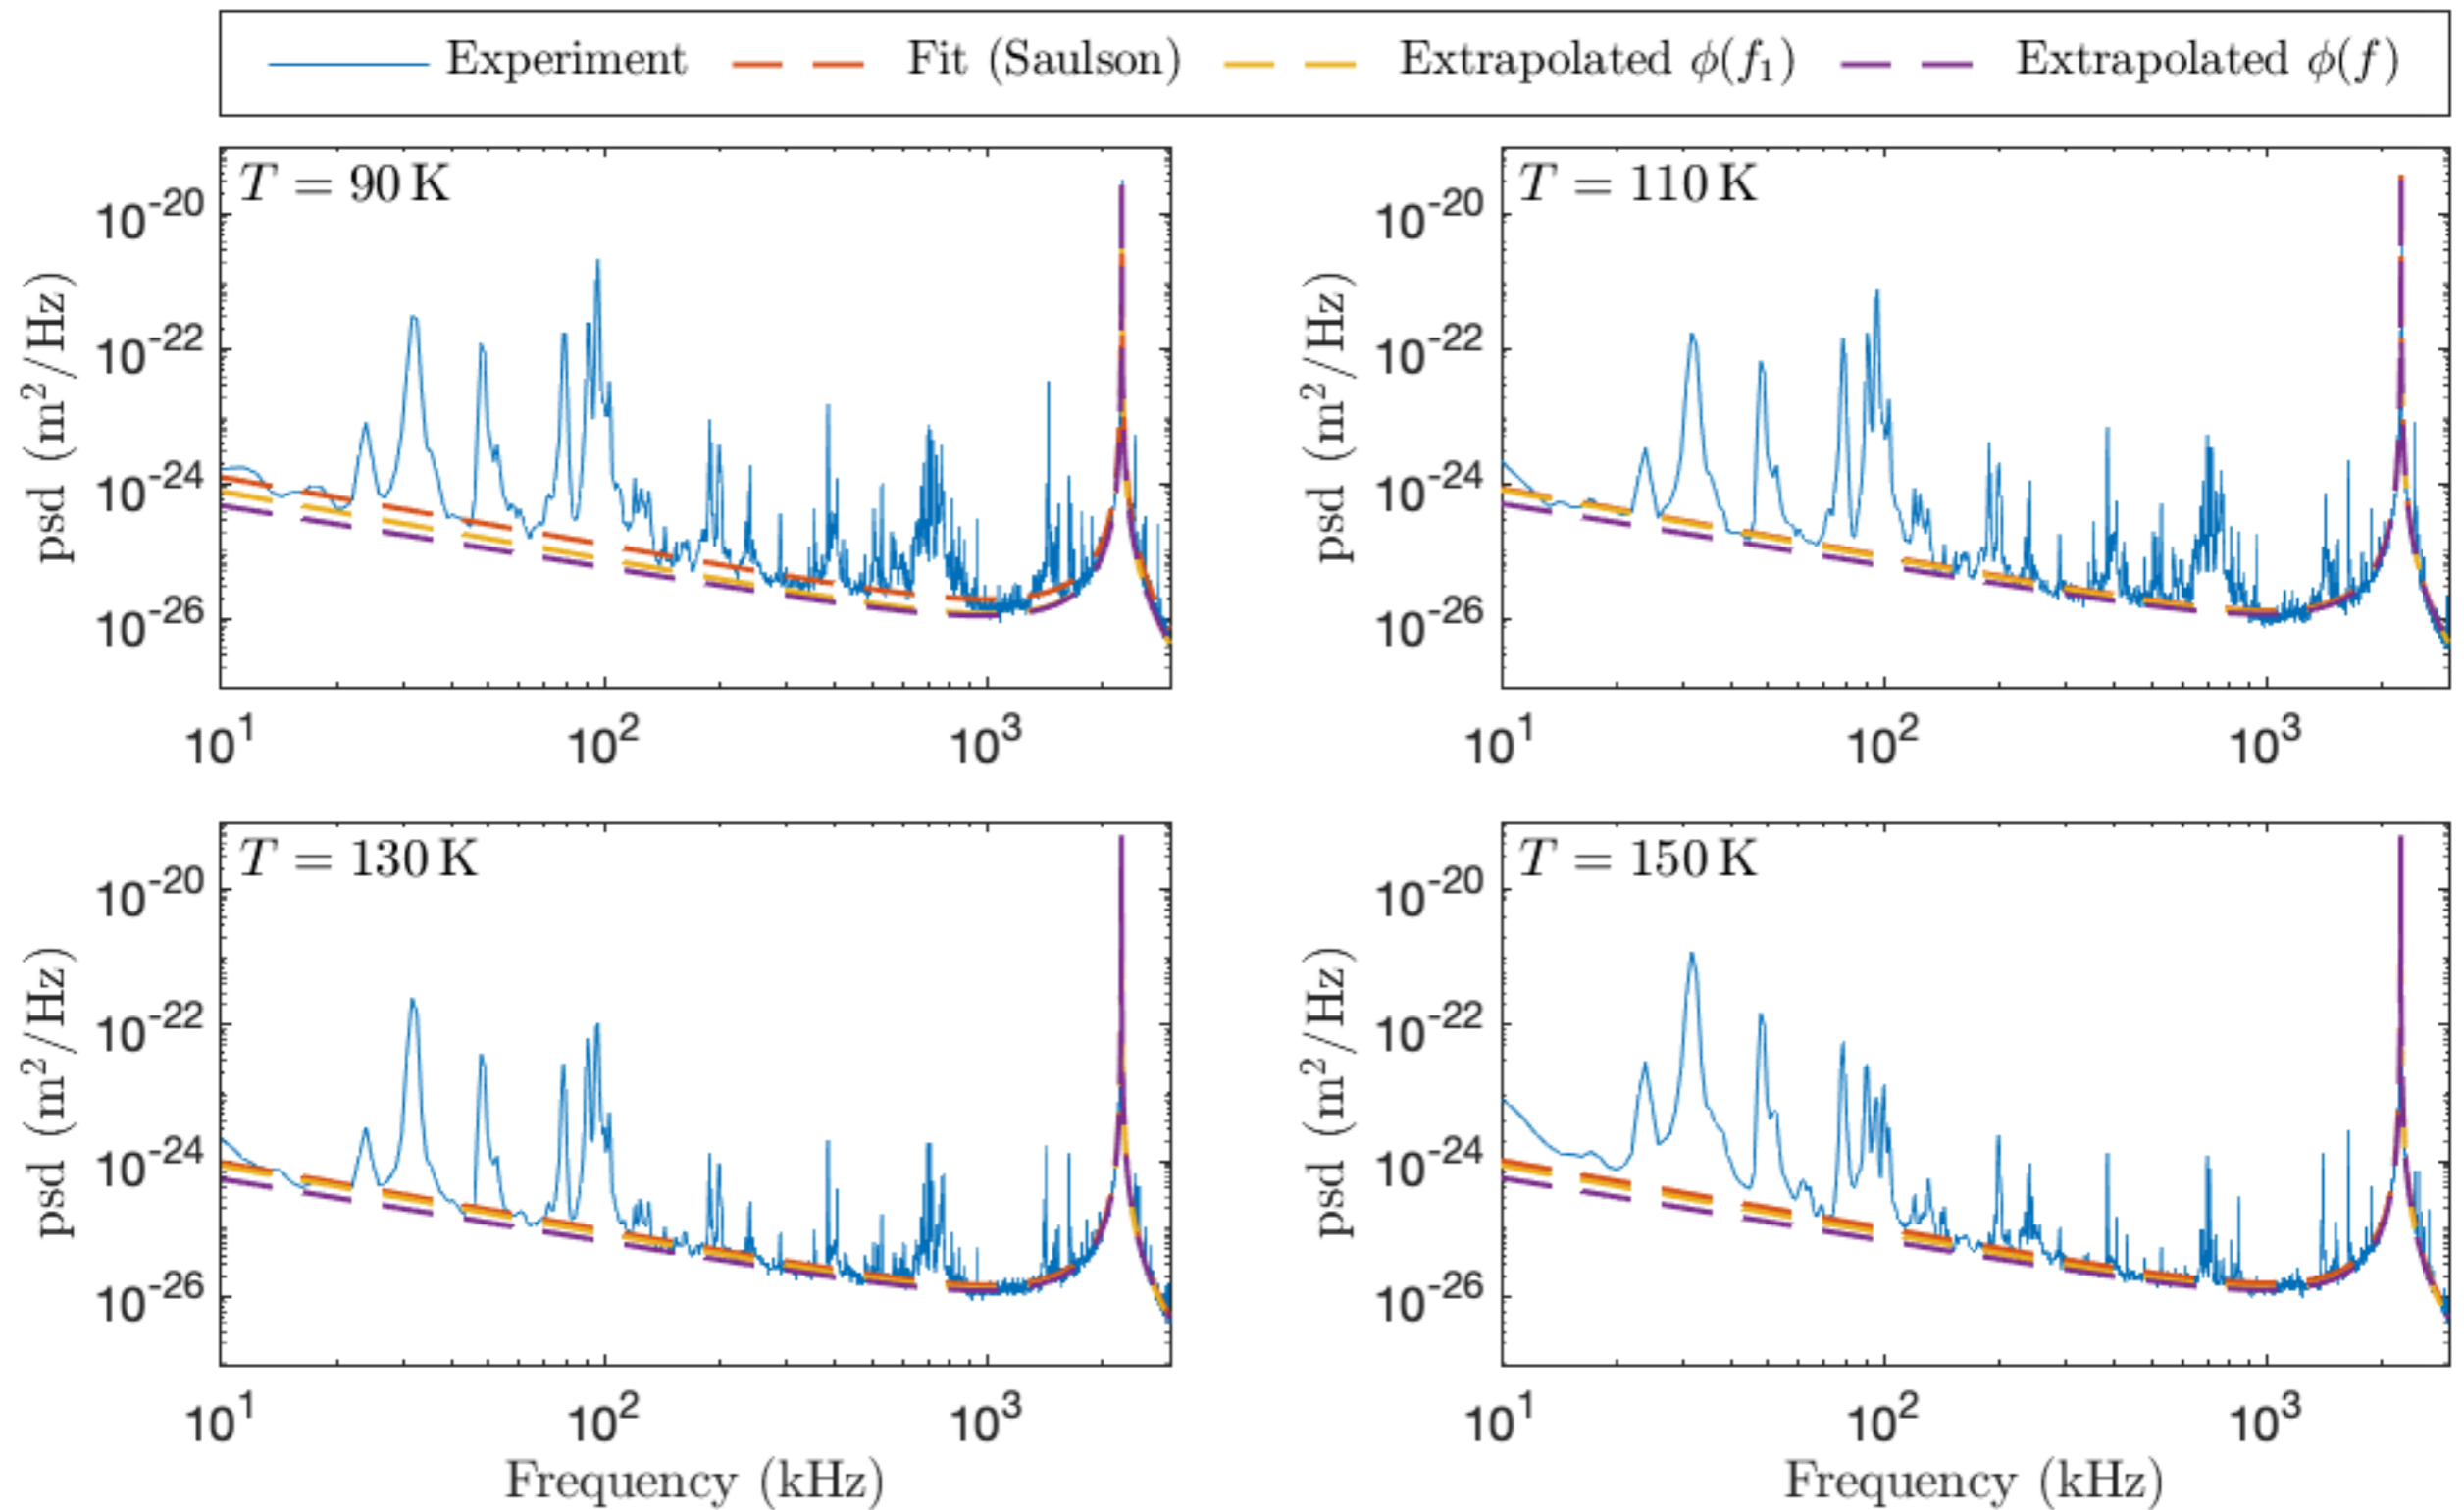 Experiment Fit (Saulson) Extrapolated ϕ(f₁) Extrapolated ϕ(f)
T = 90 K
psd (m²/Hz)
10⁻²⁰
10⁻²²
10⁻²⁴
10⁻²⁶
10¹ 10² 10³
T = 110 K
psd (m²/Hz)
10⁻²⁰
10⁻²²
10⁻²⁴
10⁻²⁶
10¹ 10² 10³
T = 130 K
psd (m²/Hz)
10⁻²⁰
10⁻²²
10⁻²⁴
10⁻²⁶
10¹ 10² 10³
Frequency (kHz)
T = 150 K
psd (m²/Hz)
10⁻²⁰
10⁻²²
10⁻²⁴
10⁻²⁶
10¹ 10² 10³
Frequency (kHz)